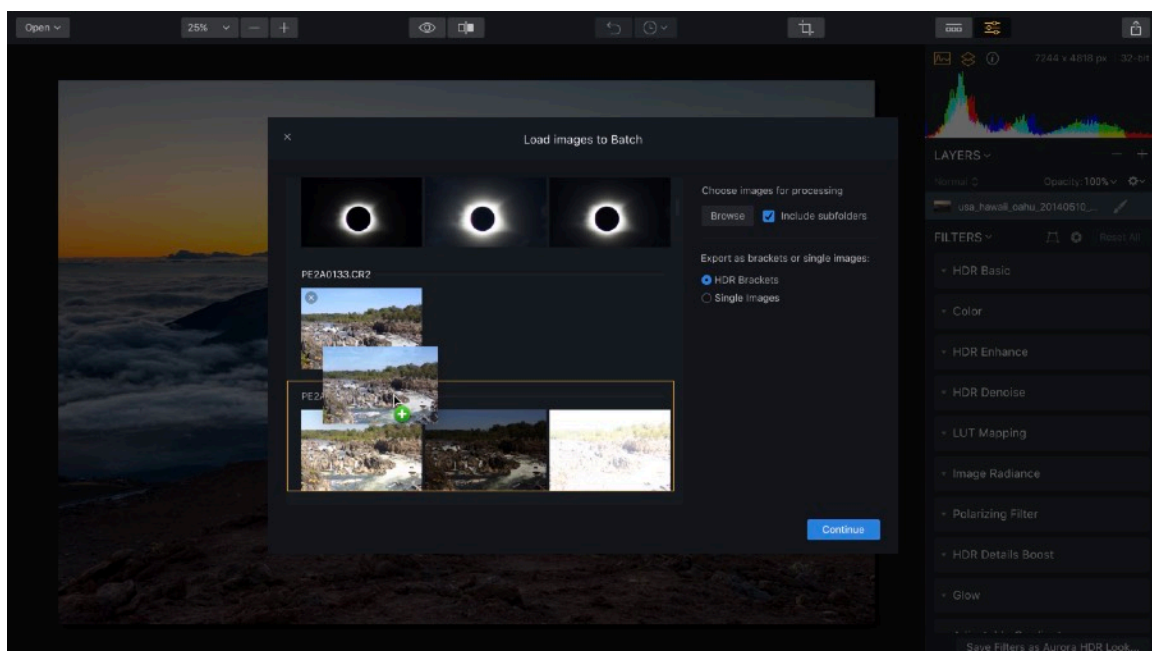 Open
25%
7244 x 4818 px
32-bit
Load images to Batch
LAYERS
Normal
Opacity: 100%
usa_hawaii_oahu_20140510_...
Choose images for processing
Browse
Include subfolders
FILTERS
Reset All
Export as brackets or single images:
HDR Brackets
Single Images
PE2A0133.CR2
PE2A
HDR Basic
Color
HDR Enhance
HDR Denoise
LUT Mapping
Image Radiance
Polarizing Filter
Continue
HDR Details Boost
Glow
Save Filters as Aurora HDR Look...